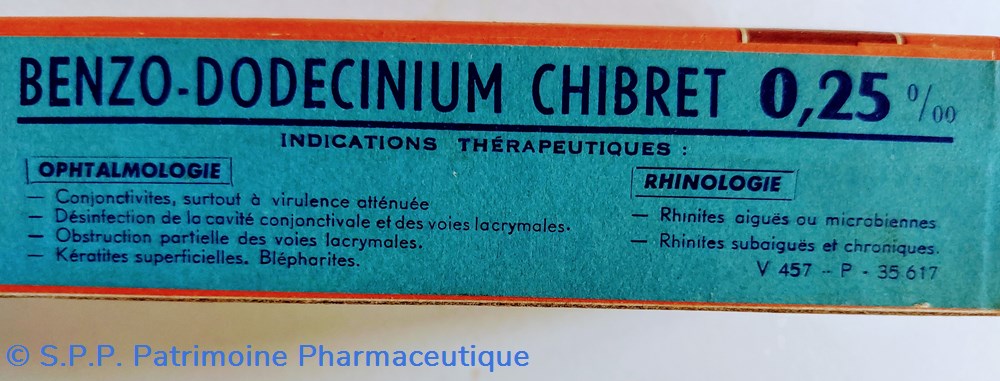 BENZO-DODECINIUM CHIBRET 0,25 ‰
INDICATIONS THÉRAPEUTIQUES :
OPHTALMOLOGIE
— Conjonctivites, surtout à virulence atténuée
— Désinfection de la cavité conjonctivale et des voies lacrymales.
— Obstruction partielle des voies lacrymales.
— Kératites superficielles. Blépharites.
RHINOLOGIE
— Rhinites aiguës ou microbiennes
— Rhinites subaiguës et chroniques.
V 457 - P - 35.617
© S.P.P. Patrimoine Pharmaceutique